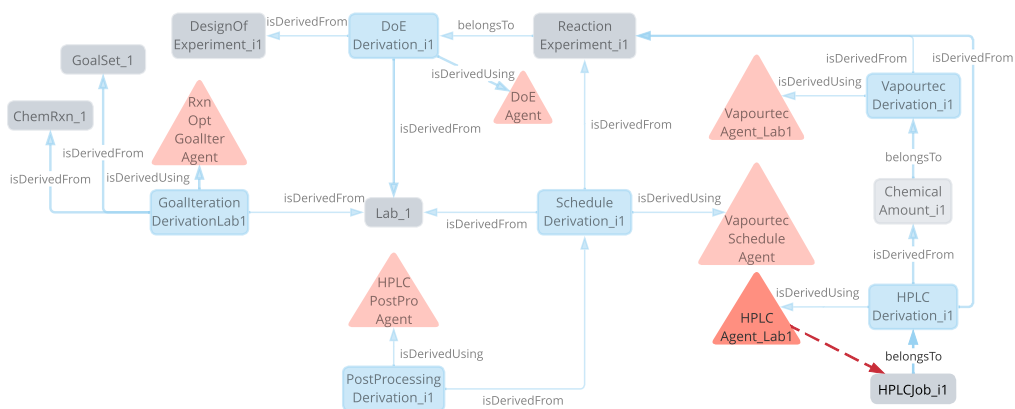 DesignOf
Experiment_i1
isDerivedFrom
DoE
Derivation_i1
belongsTo
Reaction
Experiment_i1
GoalSet_1
isDerivedUsing
isDerivedFrom
isDerivedFrom
Vapourtec
Derivation_i1
isDerivedUsing
Vapourtec
Agent_Lab1
ChemRxn_1
Rxn
Opt
GoalIter
Agent
DoE
Agent
isDerivedFrom
isDerivedFrom
isDerivedFrom
isDerivedFrom
isDerivedUsing
belongsTo
Chemical
Amount_i1
GoalIteration
DerivationLab1
isDerivedFrom
Lab_1
isDerivedFrom
Schedule
Derivation_i1
isDerivedUsing
Vapourtec
Schedule
Agent
isDerivedFrom
HPLC
PostPro
Agent
isDerivedUsing
HPLC
Derivation_i1
HPLC
Agent_Lab1
isDerivedUsing
belongsTo
PostProcessing
Derivation_i1
isDerivedFrom
HPLCJob_i1